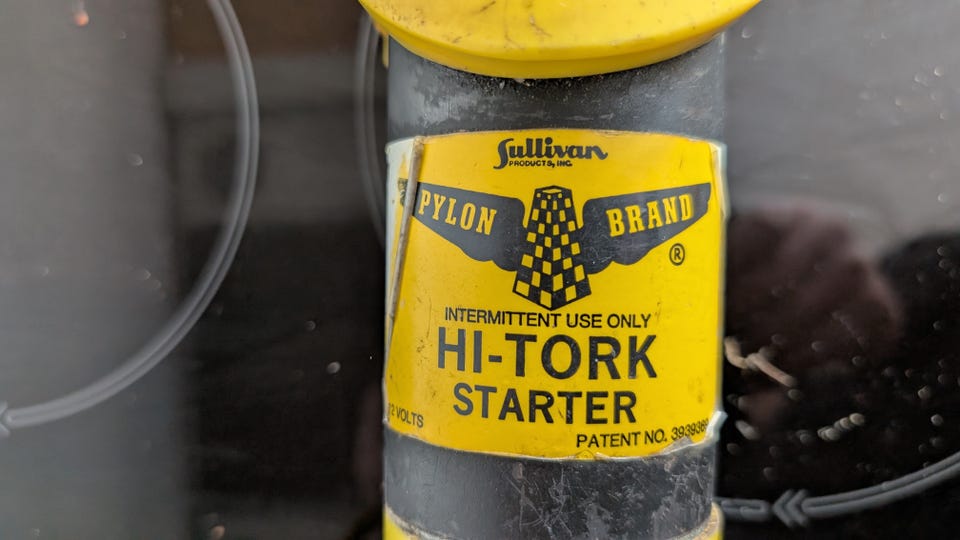 Sullivan
PRODUCTS, INC.
PYLON BRAND
®
INTERMITTENT USE ONLY
HI-TORK
STARTER
VOLTS
PATENT NO.